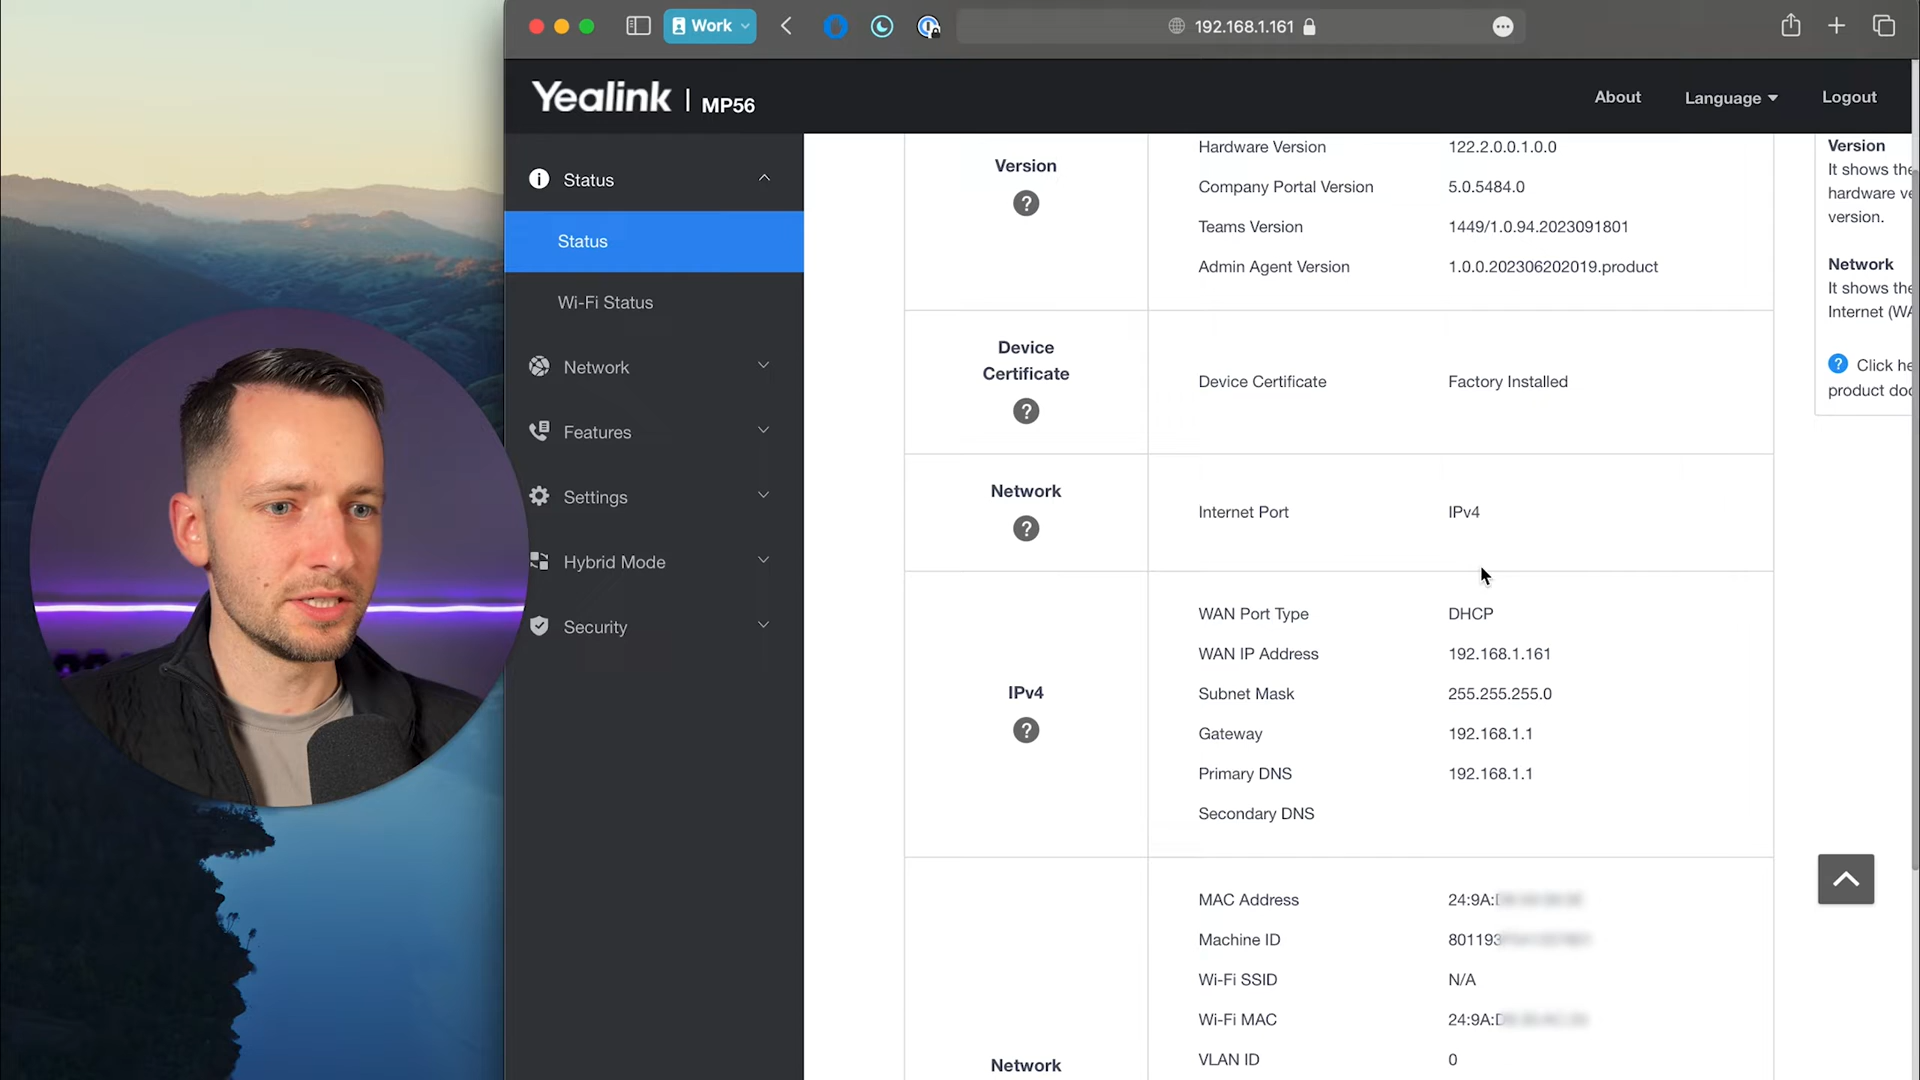 Work
192.168.1.161
Yealink | MP56
About
Language
Logout
Status
Status
Wi-Fi Status
Network
Features
Settings
Hybrid Mode
Security
Version
Hardware Version 122.2.0.0.1.0.0
Company Portal Version 5.0.5484.0
Teams Version 1449/1.0.94.2023091801
Admin Agent Version 1.0.0.202306202019.product
Device
Certificate
Device Certificate Factory Installed
Network
Internet Port IPv4
IPv4
WAN Port Type DHCP
WAN IP Address 192.168.1.161
Subnet Mask 255.255.255.0
Gateway 192.168.1.1
Primary DNS 192.168.1.1
Secondary DNS
Network
MAC Address 24:9A:
Machine ID 801193
Wi-Fi SSID N/A
Wi-Fi MAC 24:9A:
VLAN ID 0
Version
It shows the
hardware ve
version.
Network
It shows the
Internet (WA
Click he
product doc